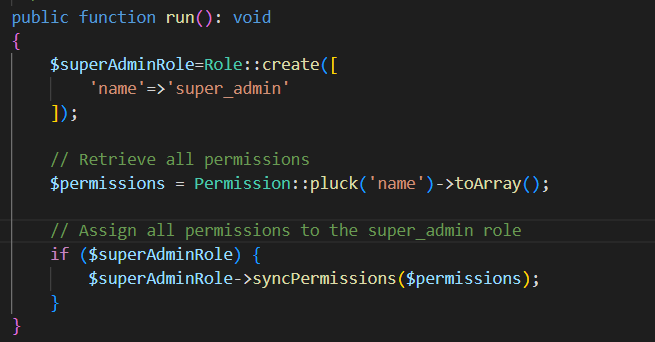 public function run(): void
{
    $superAdminRole=Role::create([
        'name'=>'super_admin'
    ]);
    // Retrieve all permissions
    $permissions = Permission::pluck('name')->toArray();
    // Assign all permissions to the super_admin role
    if ($superAdminRole) {
        $superAdminRole->syncPermissions($permissions);
    }
}